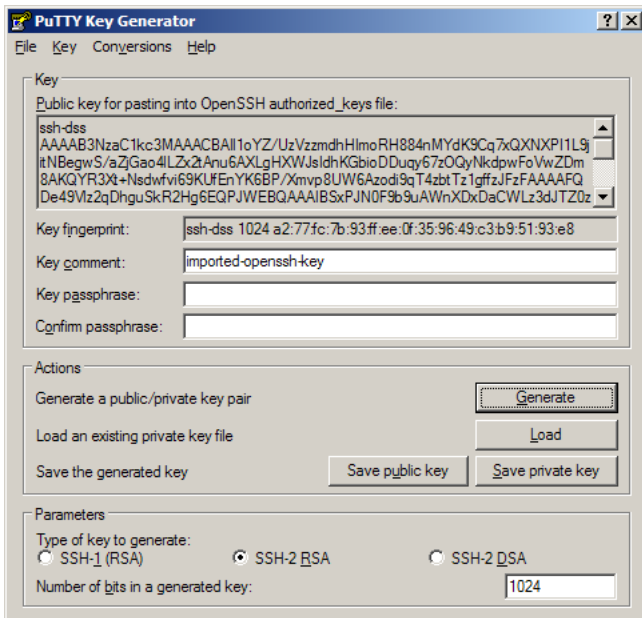 PuTTY Key Generator
File Key Conversions Help
Key
Public key for pasting into OpenSSH authorized_keys file:
ssh-dss
AAAAB3NzaC1kc3MAAACBAIl1oYZ/UzVzzmdhHlmoRH884nMYdK9Cq7xQXNXPI1L9j
itNBegwS/aZjGao4lLZx2tAnu6AXLgHXWJsIdhKGbioDDuqy67zOQyNkdpwFoVwZDm
8AKQYR3Xt+Nsdwfvi69KUfEnYK6BP/Xmvp8UW6Azodi9qT4zbtTz1gffzJFzFAAAAFQ
De49Vlz2qDhguSkR2Hg6EQPJWEBQAAAIBSxPJN0F9b9uAWnXDxDaCWLz3dJTZ0z
Key fingerprint: ssh-dss 1024 a2:77:fc:7b:93:ff:ee:0f:35:96:49:c3:b9:51:93:e8
Key comment: imported-openssh-key
Key passphrase:
Confirm passphrase:
Actions
Generate a public/private key pair Generate
Load an existing private key file Load
Save the generated key Save public key Save private key
Parameters
Type of key to generate:
SSH-1 (RSA) SSH-2 RSA SSH-2 DSA
Number of bits in a generated key: 1024